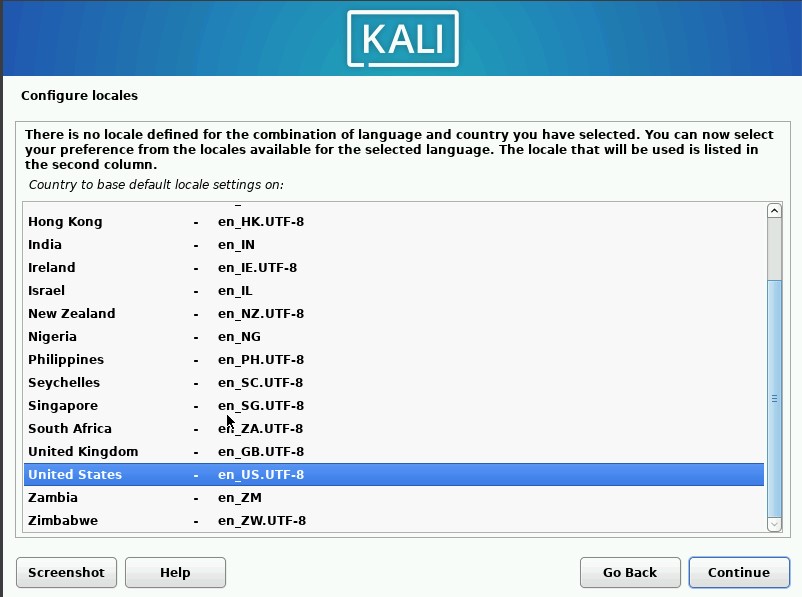 KALI
Configure locales
There is no locale defined for the combination of language and country you have selected. You can now select
your preference from the locales available for the selected language. The locale that will be used is listed in
the second column.
Country to base default locale settings on:
Hong Kong - en_HK.UTF-8
India - en_IN
Ireland - en_IE.UTF-8
Israel - en_IL
New Zealand - en_NZ.UTF-8
Nigeria - en_NG
Philippines - en_PH.UTF-8
Seychelles - en_SC.UTF-8
Singapore - en_SG.UTF-8
South Africa - en_ZA.UTF-8
United Kingdom - en_GB.UTF-8
United States - en_US.UTF-8
Zambia - en_ZM
Zimbabwe - en_ZW.UTF-8
Screenshot Help Go Back Continue